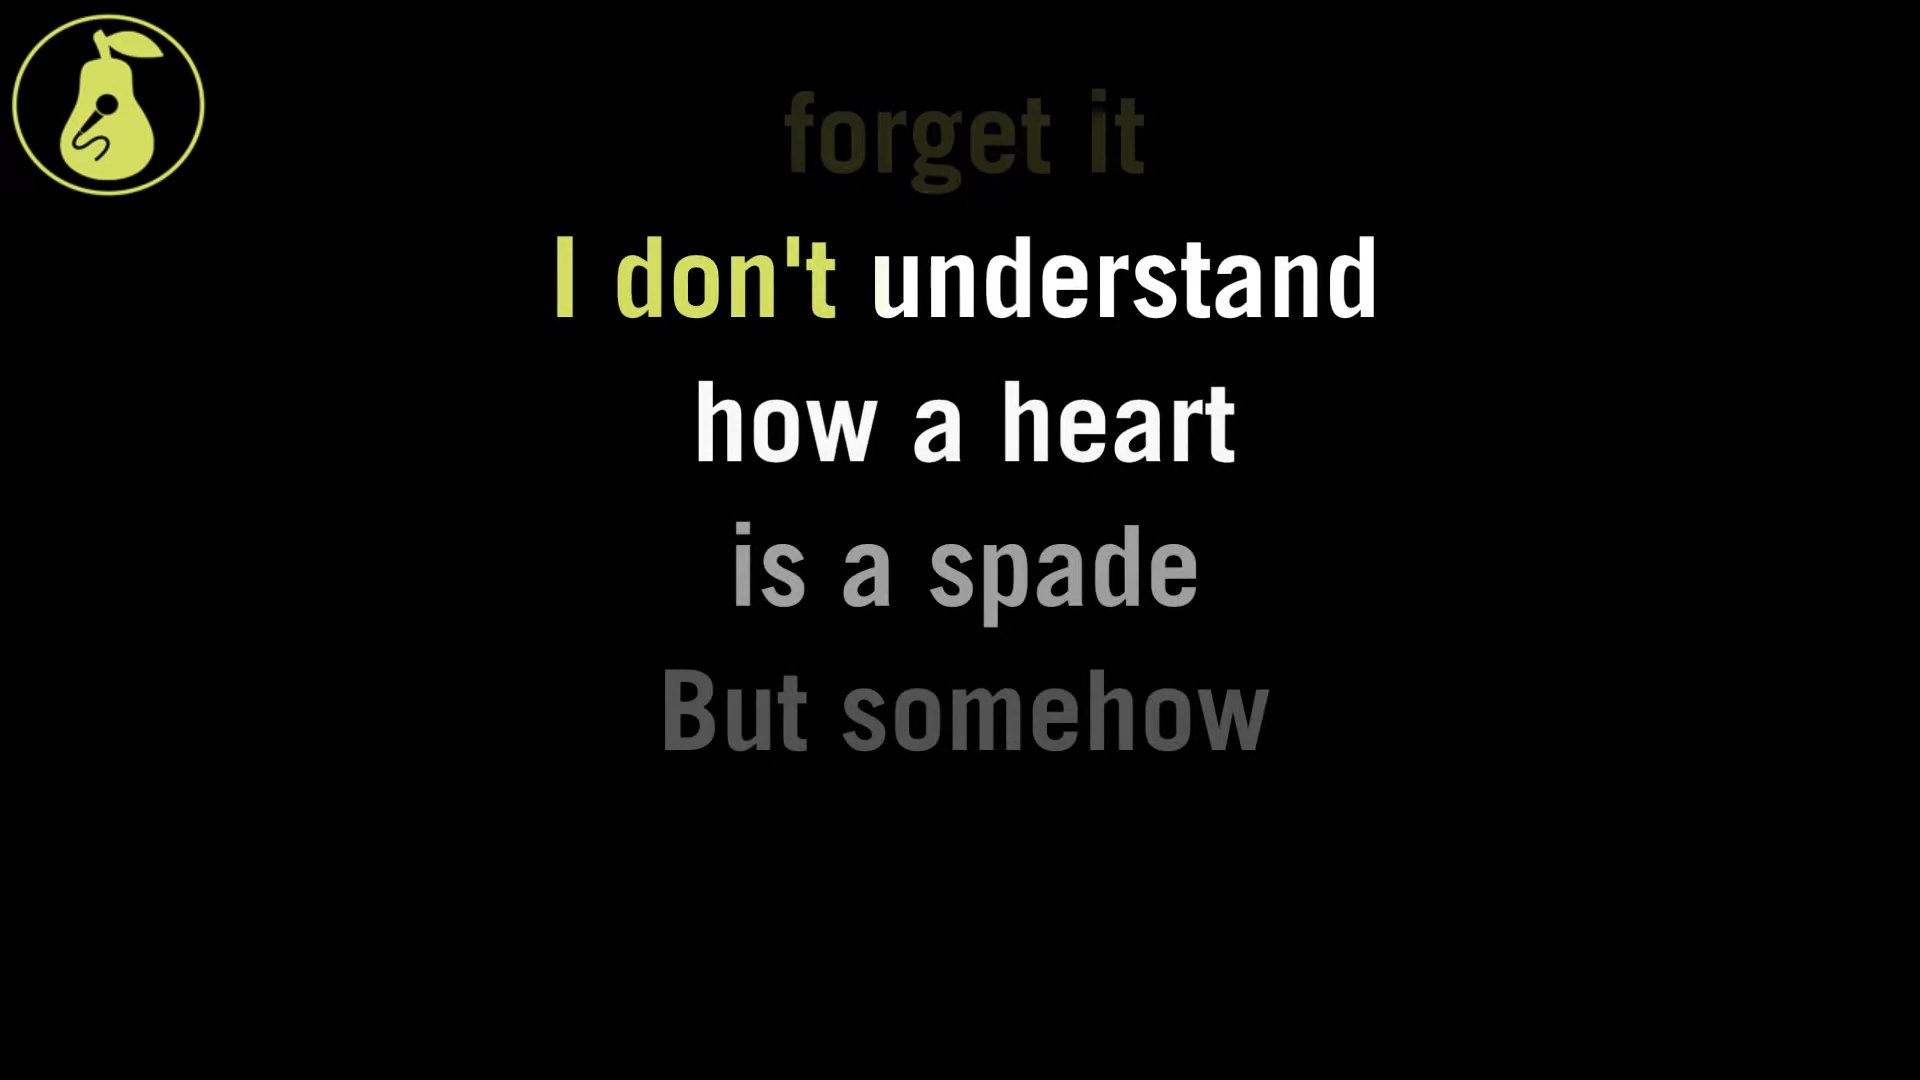 forget it
I don't understand
how a heart
is a spade
But somehow